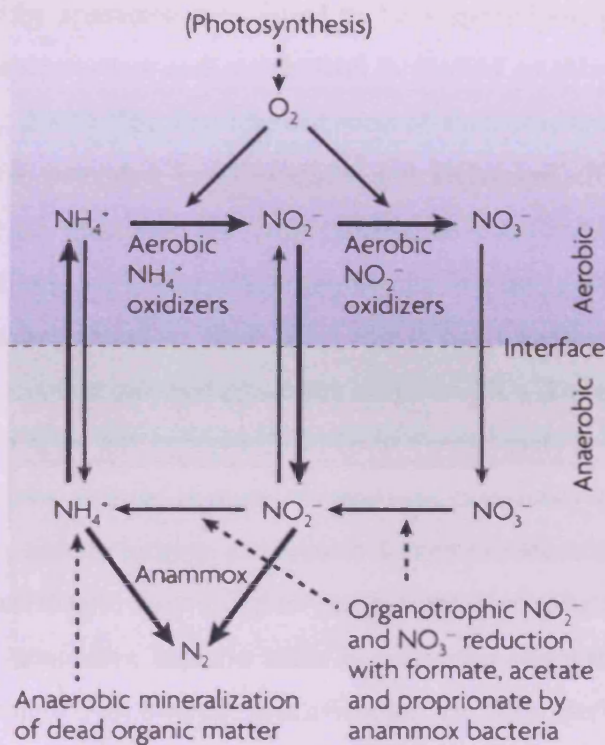 (Photosynthesis)
O₂
NH₄⁺ NO₂⁻ NO₃⁻
Aerobic Aerobic
NH₄⁺ NO₂⁻
oxidizers oxidizers
Aerobic
Interface
Anaerobic
NH₄ NO₂⁻ NO₃
Anammox
N₂
Organotrophic NO₂⁻
and NO₃⁻ reduction
with formate, acetate
and proprionate by
anammox bacteria
Anaerobic mineralization
of dead organic matter